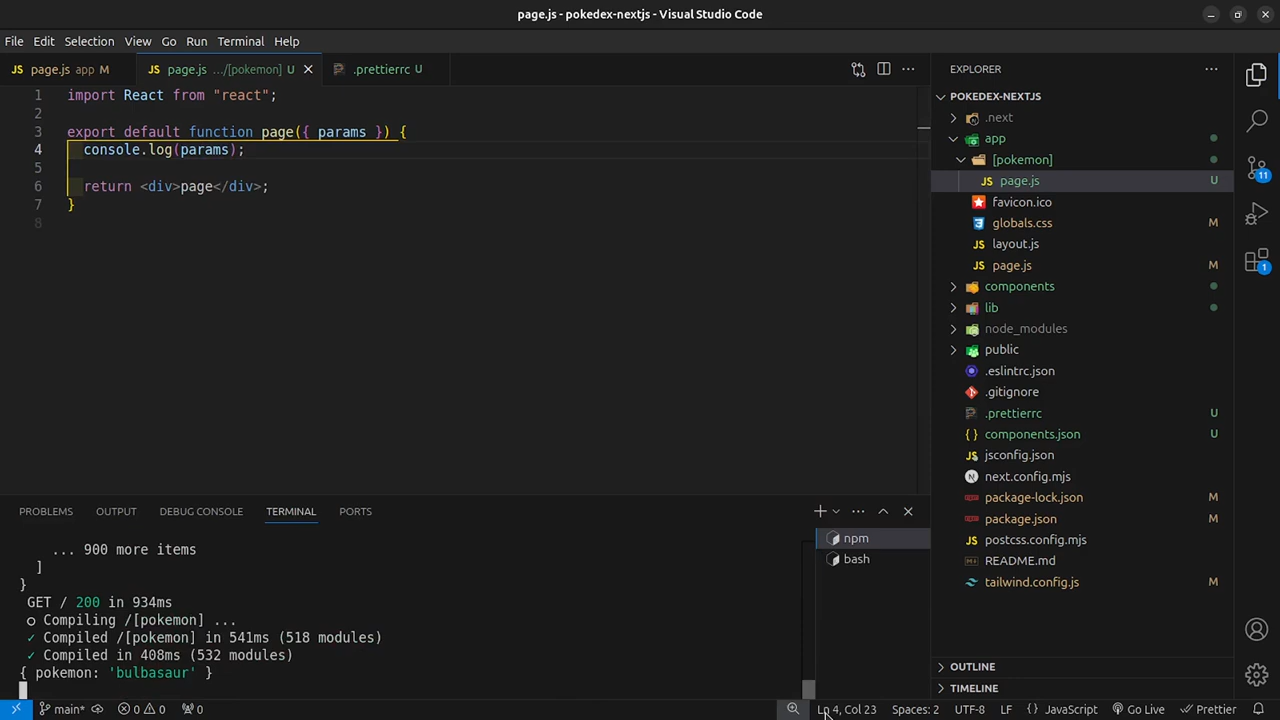 page.js - pokedex-nextjs - Visual Studio Code
File Edit Selection View Go Run Terminal Help
page.js app M
page.js .../[pokemon] U
.prettierrc U
1 import React from "react";
2
3 export default function page({ params }) {
4 console.log(params);
5
6 return <div>page</div>;
7 }
8
PROBLEMS OUTPUT DEBUG CONSOLE TERMINAL PORTS
... 900 more items
]
}
GET / 200 in 934ms
○ Compiling /[pokemon] ...
✓ Compiled /[pokemon] in 541ms (518 modules)
✓ Compiled in 408ms (532 modules)
{ pokemon: 'bulbasaur' }
npm
bash
EXPLORER
POKEDEX-NEXTJS
.next
app
[pokemon]
JS page.js U
favicon.ico
globals.css M
JS layout.js
JS page.js M
components
lib
node_modules
public
.eslintrc.json
.gitignore
.prettierrc U
{ } components.json U
JS jsconfig.json
N next.config.mjs
package-lock.json M
package.json M
JS postcss.config.mjs
README.md
tailwind.config.js M
OUTLINE
TIMELINE
11
1
main* 0 0 0 Ln 4, Col 23 Spaces: 2 UTF-8 LF { } JavaScript Go Live Prettier